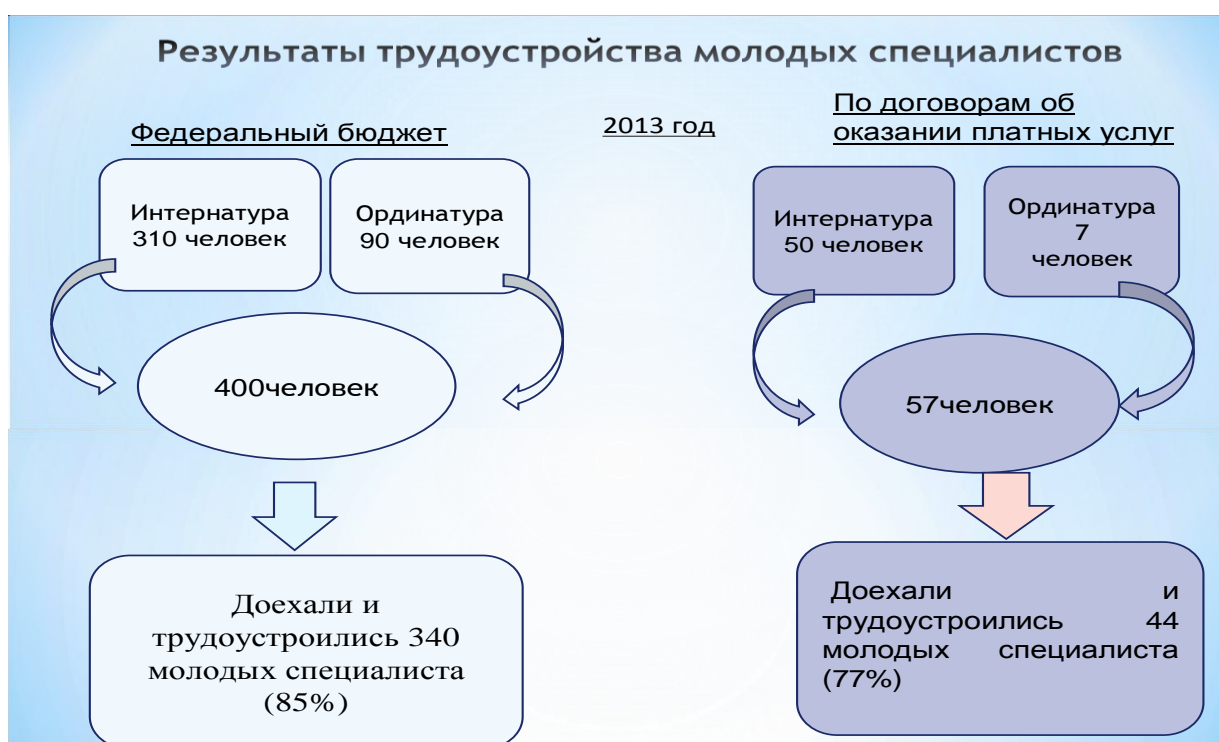 Результаты трудоустройства молодых специалистов
Федеральный бюджет
2013 год
По договорам об
оказании платных услуг
Интернатура
310 человек
Ординатура
90 человек
Интернатура
50 человек
Ординатура
7
человек
400человек
57человек
Доехали и
трудоустроились 340
молодых специалиста
(85%)
Доехали и
трудоустроились 44
молодых специалиста
(77%)